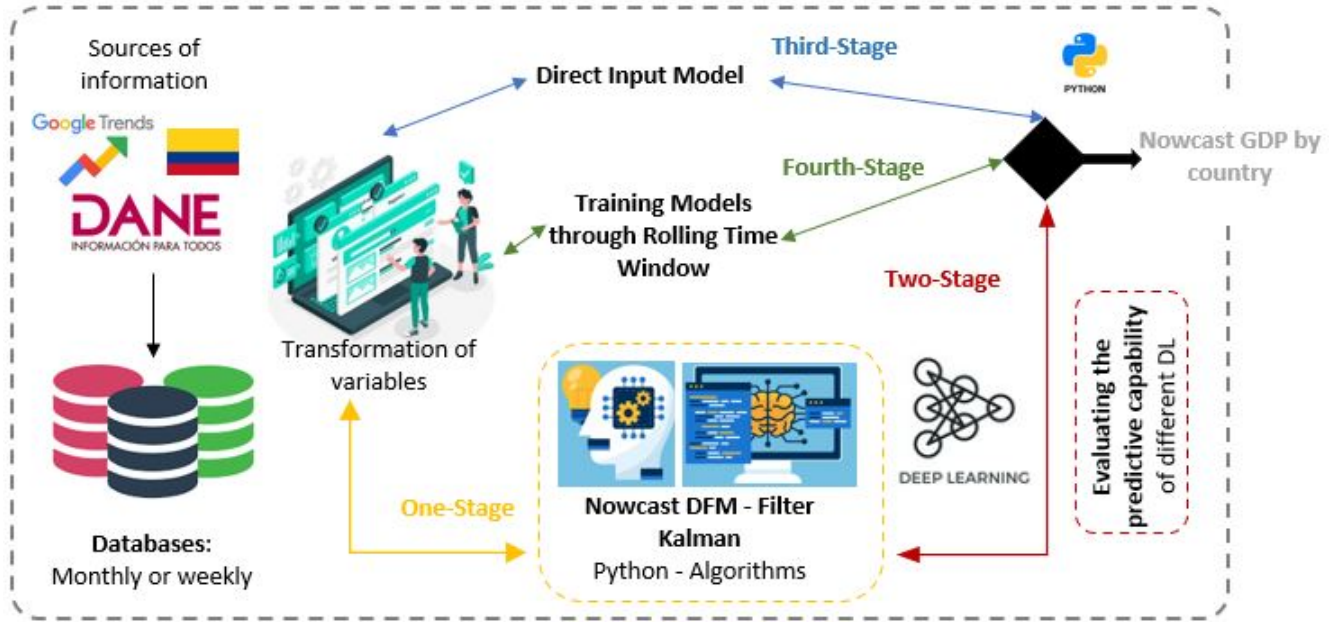 Sources of
information
Google Trends
DANE
INFORMACIÓN PARA TODOS
Databases:
Monthly or weekly
Transformation of
variables
Direct Input Model
Third-Stage
Training Models
through Rolling Time
Window
Fourth-Stage
One-Stage
Nowcast DFM - Filter
Kalman
Python - Algorithms
Two-Stage
DEEP LEARNING
Evaluating the
predictive capability
of different DL
PYTHON
Nowcast GDP by
country